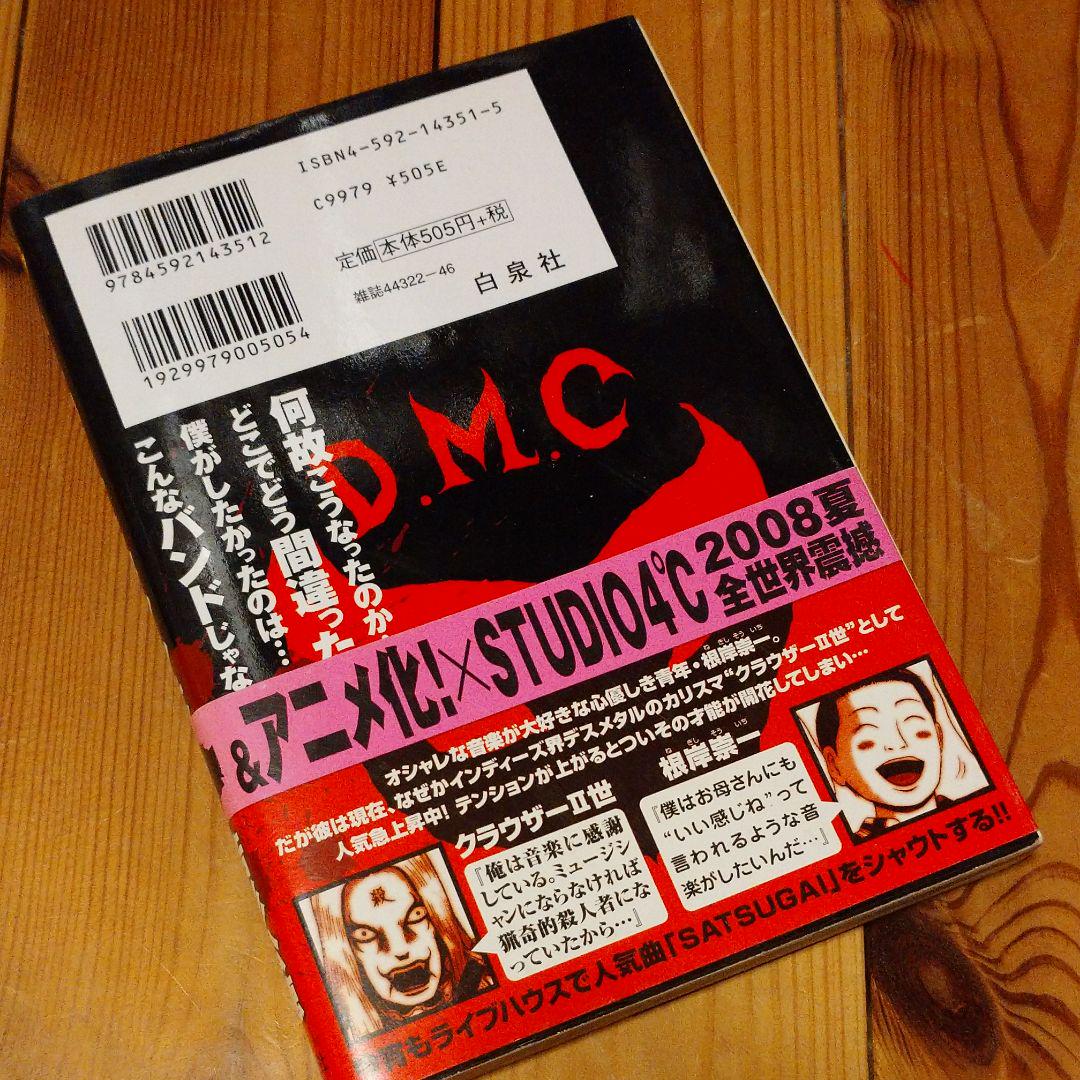 ISBN4-592-14351-5
C9979 ¥505E
9784592143512
定価 本体505円+税
雑誌44322-46
白泉社
1929979005054
D.M.C
何故こうなったのか、
どこでどう間違った
僕がしたかったのは…
こんなバンドじゃな
&アニメ化!×STUDIO4℃
2008夏
全世界震撼
オシャレな音楽が大好きな心優しき青年・根岸崇一。
ねぎしそういち
だが彼は現在、なぜかインディーズ界デスメタルのカリスマ“クラウザーⅡ世”として
人気急上昇中! テンションが上がるとついその才能が開花してしまい…
クラウザーⅡ世
『俺は音楽に感謝
している。ミュージシ
ャンにならなければ
猟奇的殺人者にな
っていたから…』
殺
根岸崇一
ねぎしそういち
『僕はお母さんにも
“いい感じね”って
言われるような音
楽がしたいんだ…』
もライブハウスで人気曲「SATSUGAI」をシャウトする!!